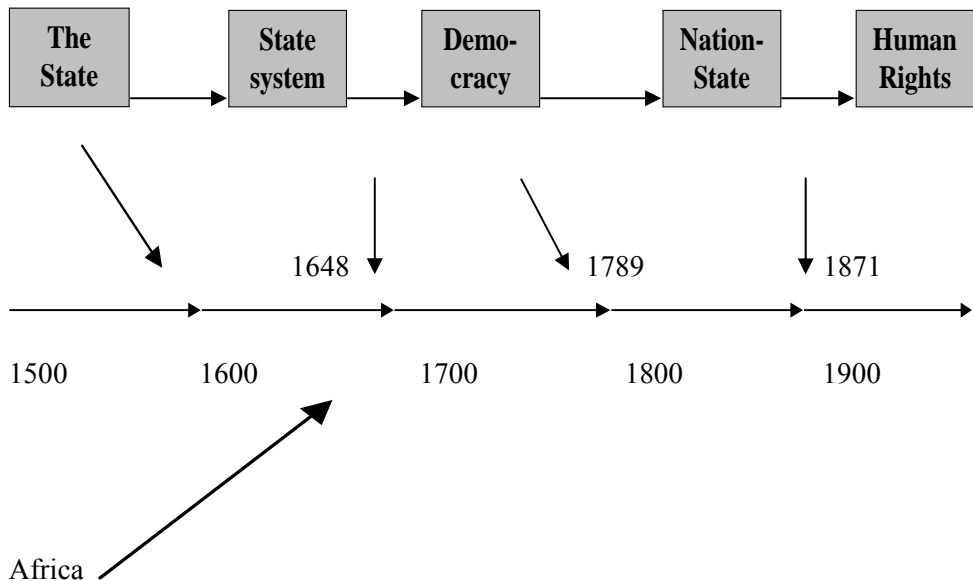 The
State
State
system
Demo-
cracy
Nation-
State
Human
Rights
1648
1789
1871
1500
1600
1700
1800
1900
Africa